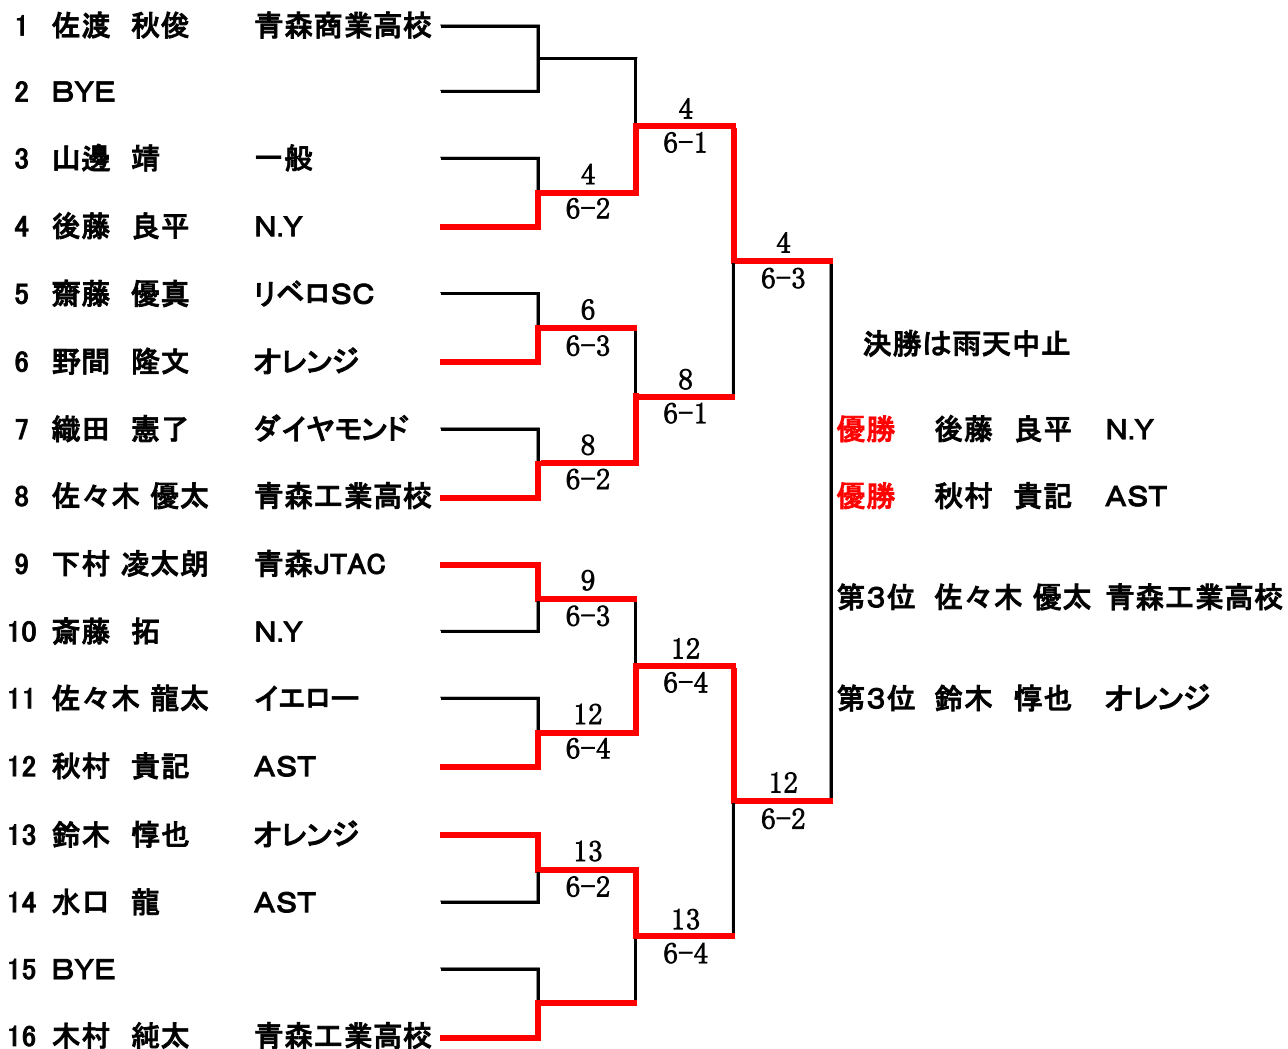 1 佐渡 秋俊 青森商業高校
2 BYE
4
6-1
3 山邊 靖 一般
4
6-2
4 後藤 良平 N.Y
4
6-3
5 齋藤 優真 リベロSC
6
6-3
決勝は雨天中止
6 野間 隆文 オレンジ
8
6-1
7 織田 憲了 ダイヤモンド
優勝 後藤 良平 N.Y
8
6-2
8 佐々木 優太 青森工業高校
優勝 秋村 貴記 AST
9 下村 凌太朗 青森JTAC
9
6-3
第3位 佐々木 優太 青森工業高校
10 斎藤 拓 N.Y
12
6-4
11 佐々木 龍太 イエロー
第3位 鈴木 惇也 オレンジ
12
6-4
12 秋村 貴記 AST
12
6-2
13 鈴木 惇也 オレンジ
13
6-2
14 水口 龍 AST
13
6-4
15 BYE
16 木村 純太 青森工業高校